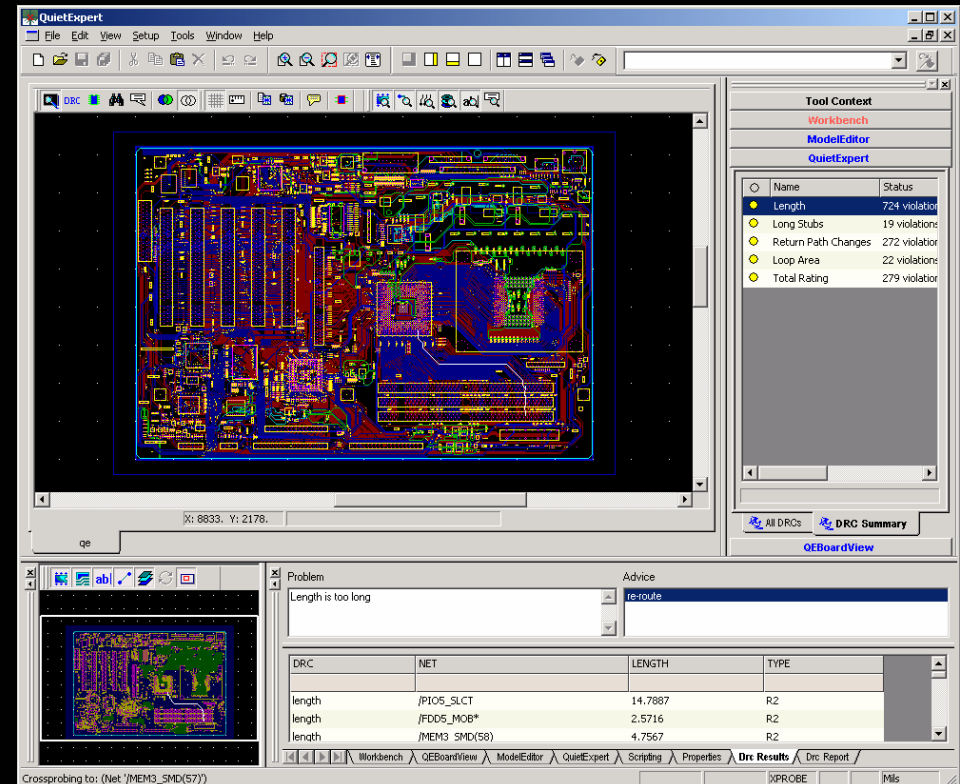 QuietExpert
File Edit View Setup Tools Window Help
DRC
Tool Context
Workbench
ModelEditor
QuietExpert
Name Status
Length 724 violation
Long Stubs 19 violations
Return Path Changes 272 violation
Loop Area 22 violations
Total Rating 279 violation
X: 8833. Y: 2178.
qe
All DRCs DRC Summary
QEBoardView
ab|
Problem Advice
Length is too long re-route
DRC NET LENGTH TYPE
length /PIO5_SLCT 14.7887 R2
length /FDD5_MOB* 2.5716 R2
length /MEM3_SMD(58) 4.7567 R2
Workbench QEBoardView ModelEditor QuietExpert Scripting Properties Drc Results Drc Report
Crossprobing to: (Net '/MEM3_SMD(57)') XPROBE Mils